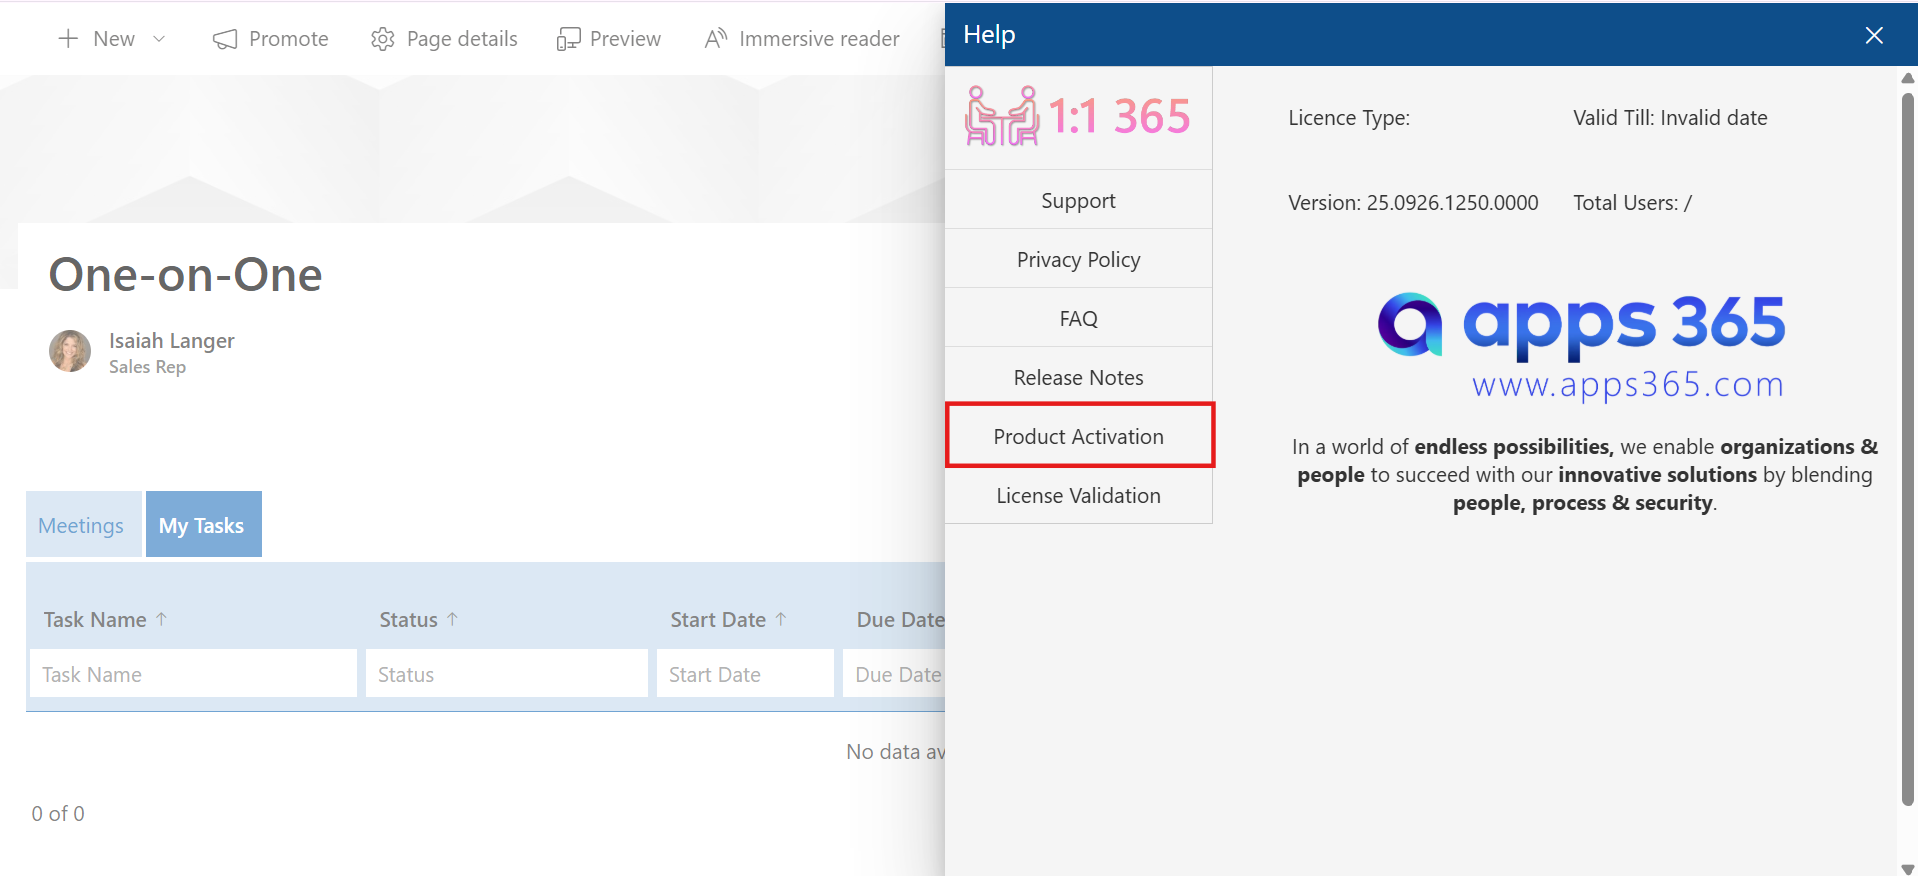 New
Promote
Page details
Preview
Immersive reader
Help
1:1 365
Support
Privacy Policy
FAQ
Release Notes
Product Activation
License Validation
Licence Type:
Valid Till: Invalid date
Version: 25.0926.1250.0000
Total Users: /
apps 365
www.apps365.com
In a world of endless possibilities, we enable organizations &
people to succeed with our innovative solutions by blending
people, process & security.
One-on-One
Isaiah Langer
Sales Rep
Meetings
My Tasks
Task Name ↑
Status ↑
Start Date ↑
Due Date
Task Name
Status
Start Date
Due Date
No data av
0 of 0